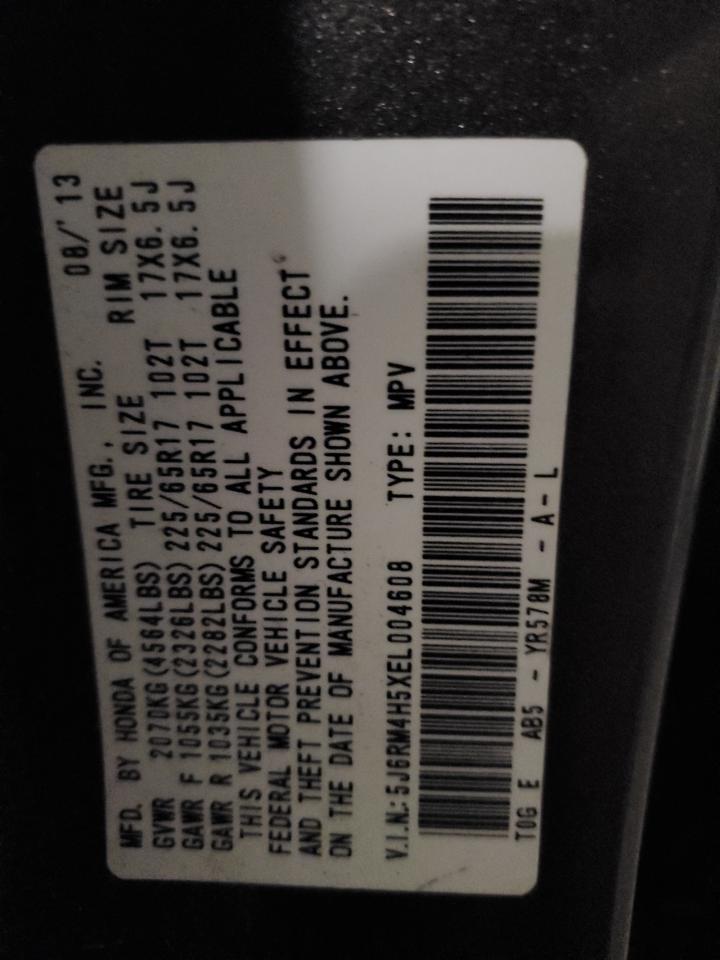 MFD. BY HONDA OF AMERICA MFG., INC. 08/'13
GVWR 2070KG(4564LBS) TIRE SIZE RIM SIZE
GAWR F 1055KG(2326LBS) 225/65R17 102T 17X6.5J
GAWR R 1035KG(2282LBS) 225/65R17 102T 17X6.5J
THIS VEHICLE CONFORMS TO ALL APPLICABLE
FEDERAL MOTOR VEHICLE SAFETY
AND THEFT PREVENTION STANDARDS IN EFFECT
ON THE DATE OF MANUFACTURE SHOWN ABOVE.
V.I.N.:5J6RM4H5XEL004608 TYPE: MPV
T0G E AB5 - YR578M - A - L